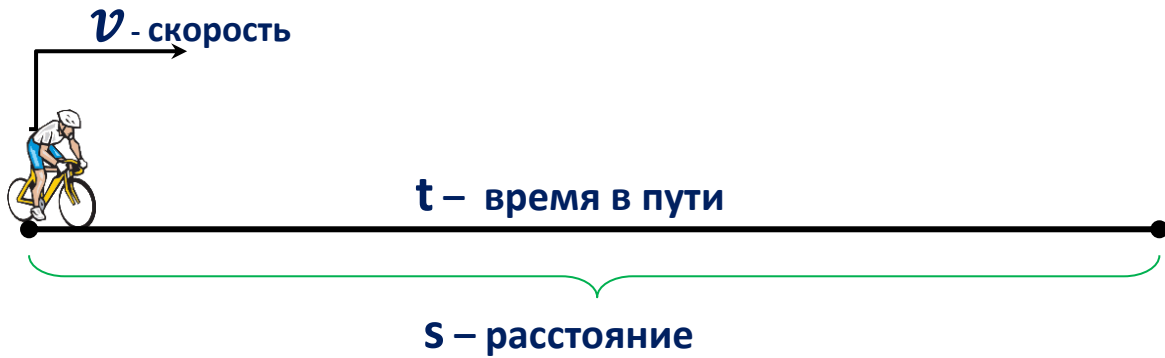 v - скорость
t – время в пути
S – расстояние